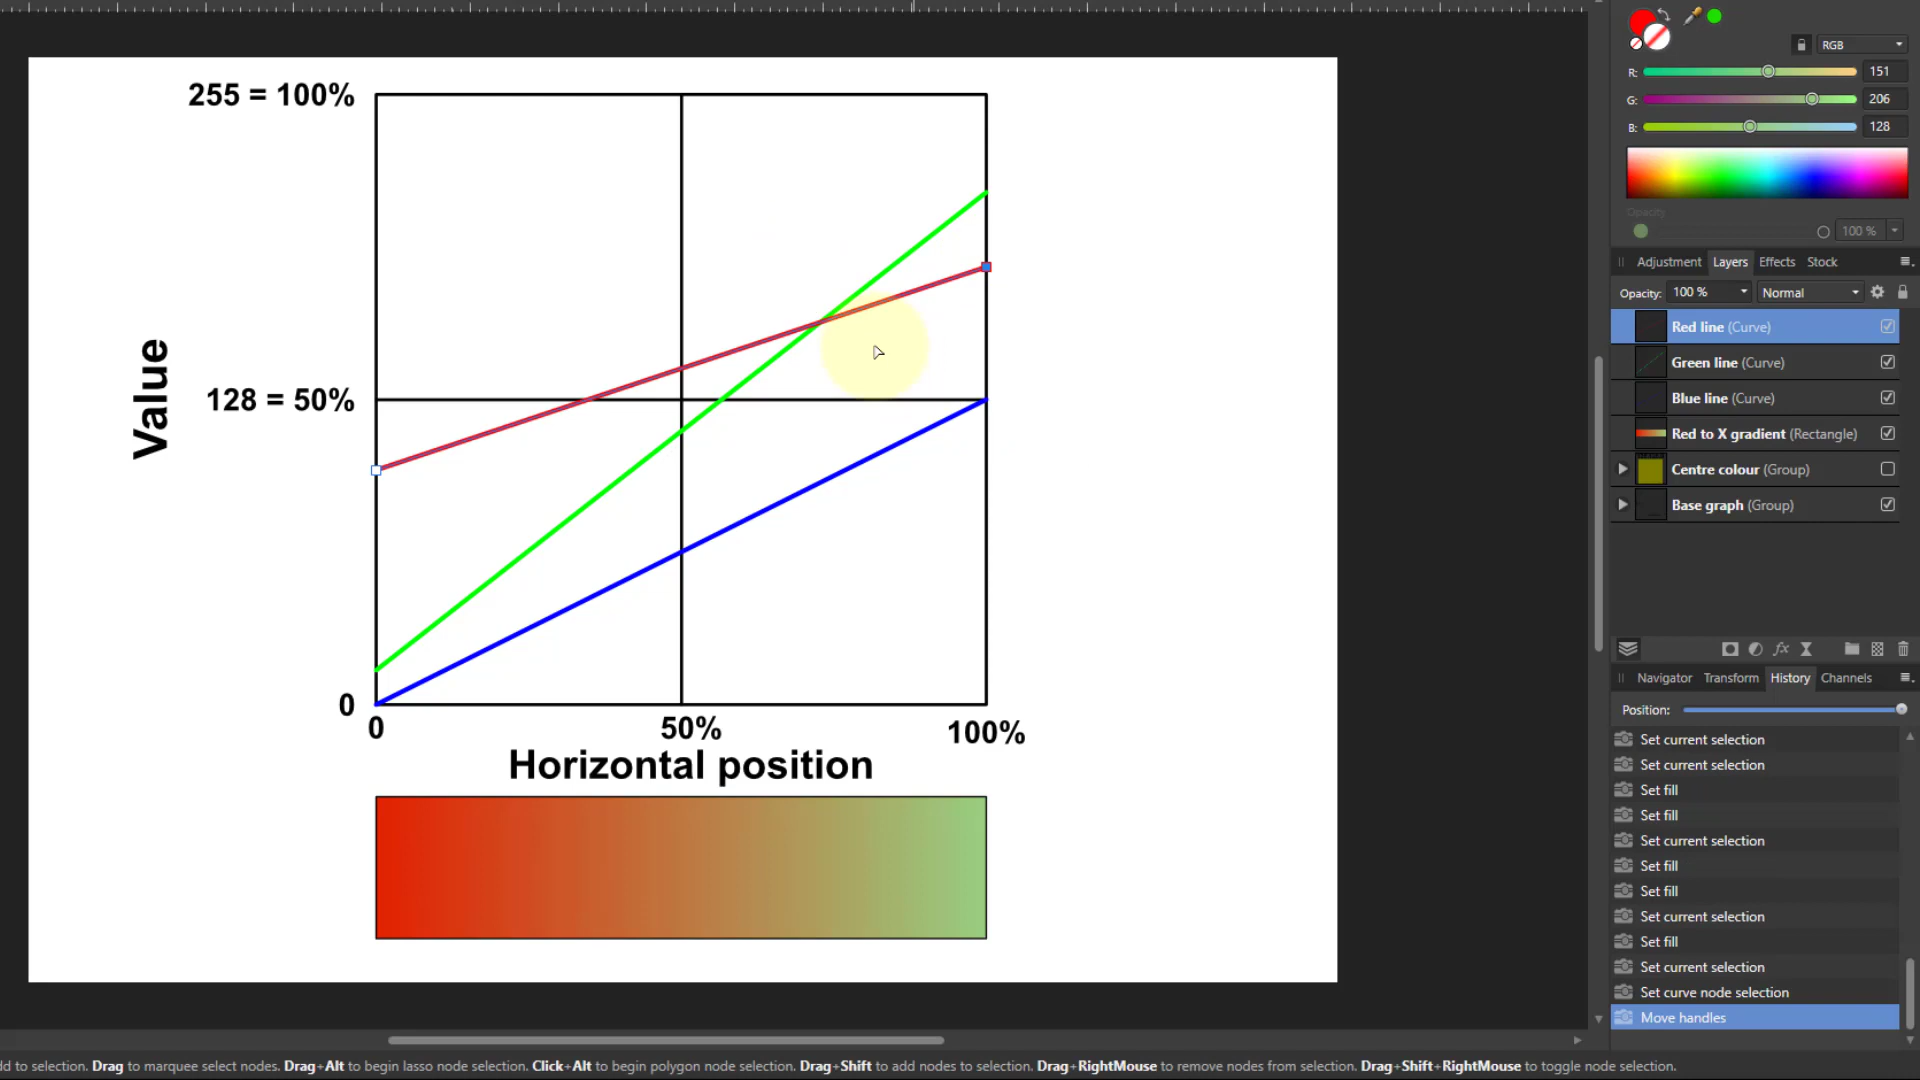 255 = 100%
Value
128 = 50%
0
0
50%
100%
Horizontal position
RGB
R:
151
G:
206
B:
128
Opacity
100 %
Adjustment
Layers
Effects
Stock
Opacity:
100 %
Normal
Red line (Curve)
Green line (Curve)
Blue line (Curve)
Red to X gradient (Rectangle)
Centre colour (Group)
Base graph (Group)
fx
Navigator
Transform
History
Channels
Position:
Set current selection
Set current selection
Set fill
Set fill
Set current selection
Set fill
Set fill
Set current selection
Set fill
Set current selection
Set curve node selection
Move handles
dd to selection. Drag to marquee select nodes. Drag+Alt to begin lasso node selection. Click+Alt to begin polygon node selection. Drag+Shift to add nodes to selection. Drag+RightMouse to remove nodes from selection. Drag+Shift+RightMouse to toggle node selection.